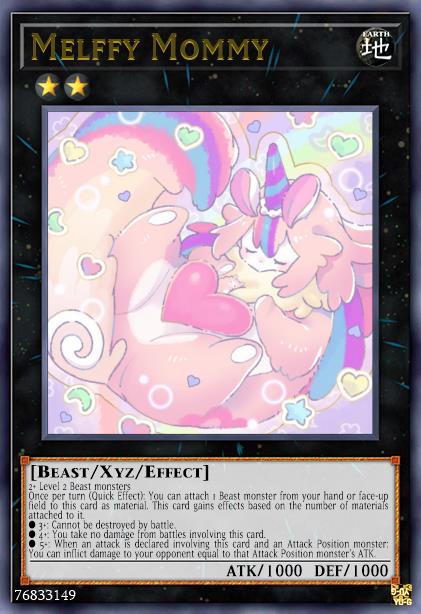 Melffy Mommy
EARTH
地
[Beast/Xyz/Effect]
2+ Level 2 Beast monsters
Once per turn (Quick Effect): You can attach 1 Beast monster from your hand or face-up
field to this card as material. This card gains effects based on the number of materials
attached to it.
● 3+: Cannot be destroyed by battle.
● 4+: You take no damage from battles involving this card.
● 5+: When an attack is declared involving this card and an Attack Position monster:
You can inflict damage to your opponent equal to that Attack Position monster's ATK.
ATK/1000 DEF/1000
76833149